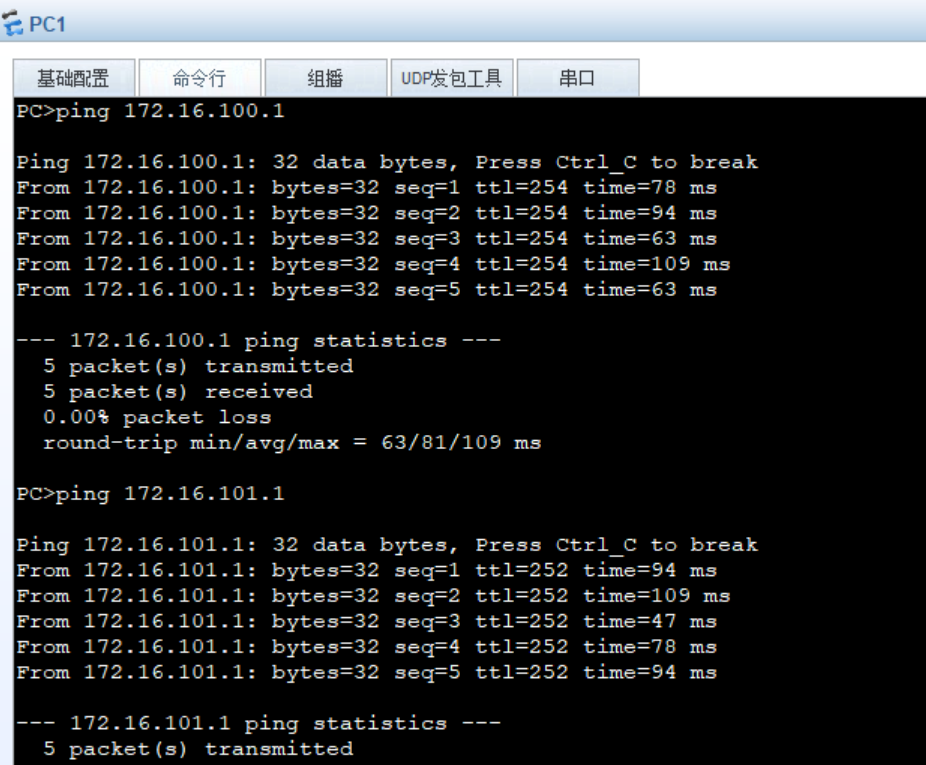 PC1
基础配置 命令行 组播 UDP发包工具 串口
PC>ping 172.16.100.1
Ping 172.16.100.1: 32 data bytes, Press Ctrl_C to break
From 172.16.100.1: bytes=32 seq=1 ttl=254 time=78 ms
From 172.16.100.1: bytes=32 seq=2 ttl=254 time=94 ms
From 172.16.100.1: bytes=32 seq=3 ttl=254 time=63 ms
From 172.16.100.1: bytes=32 seq=4 ttl=254 time=109 ms
From 172.16.100.1: bytes=32 seq=5 ttl=254 time=63 ms
--- 172.16.100.1 ping statistics ---
5 packet(s) transmitted
5 packet(s) received
0.00% packet loss
round-trip min/avg/max = 63/81/109 ms
PC>ping 172.16.101.1
Ping 172.16.101.1: 32 data bytes, Press Ctrl_C to break
From 172.16.101.1: bytes=32 seq=1 ttl=252 time=94 ms
From 172.16.101.1: bytes=32 seq=2 ttl=252 time=109 ms
From 172.16.101.1: bytes=32 seq=3 ttl=252 time=47 ms
From 172.16.101.1: bytes=32 seq=4 ttl=252 time=78 ms
From 172.16.101.1: bytes=32 seq=5 ttl=252 time=94 ms
--- 172.16.101.1 ping statistics ---
5 packet(s) transmitted